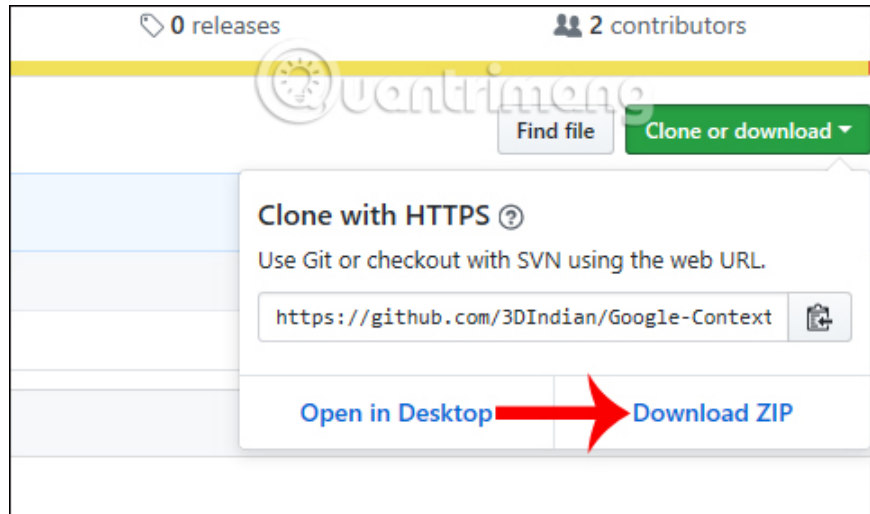 0 releases
2 contributors
Quantrimang
Find file
Clone or download
Clone with HTTPS
Use Git or checkout with SVN using the web URL.
https://github.com/3DIndian/Google-Context
Open in Desktop
Download ZIP